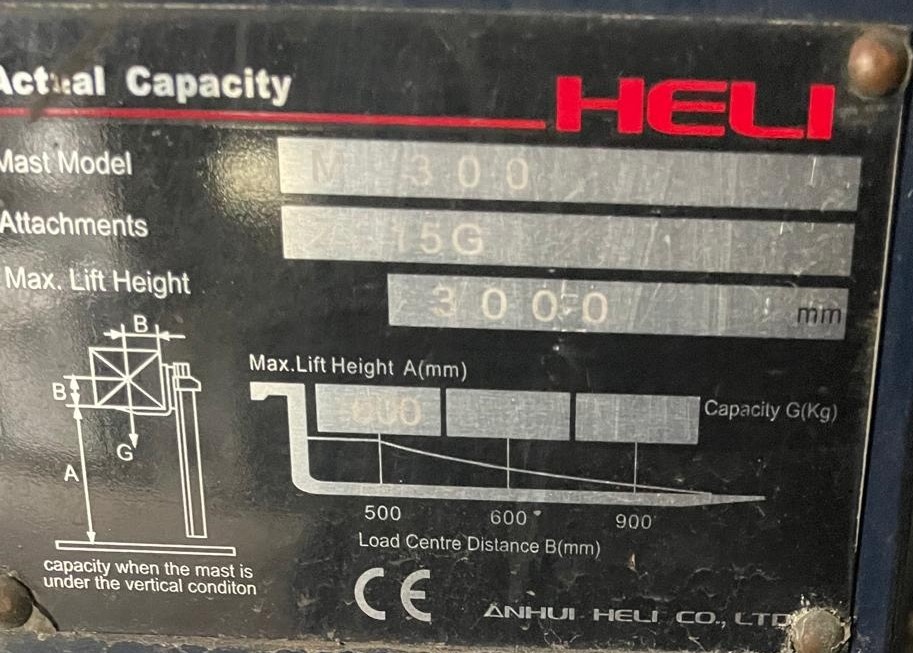 Actual Capacity HELI
Mast Model M 300
Attachments 15G
Max. Lift Height 3000 mm
B
Max.Lift Height A(mm)
B
Capacity G(Kg)
G
A
500 600 900
Load Centre Distance B(mm)
capacity when the mast is
under the vertical conditon
CE ANHUI HELI CO., LTD